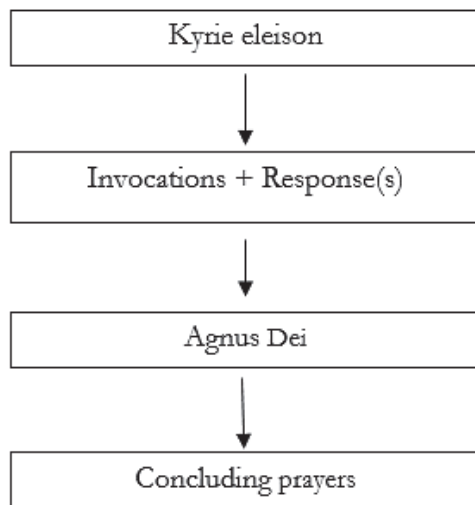 Kyrie eleison
Invocations + Response(s)
Agnus Dei
Concluding prayers